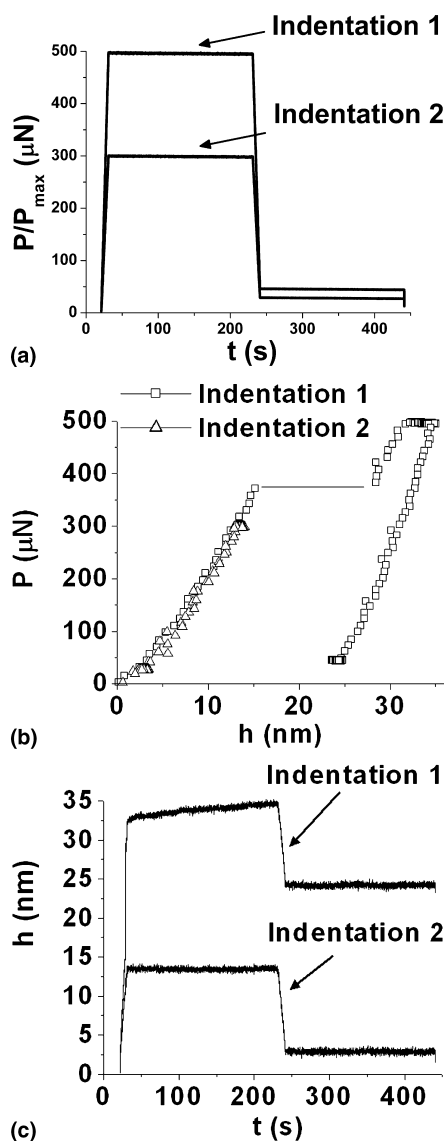 Indentation 1
Indentation 2
P/Pmax (μN)
500
400
300
200
100
0
0 100 200 300 400
t (s)
(a)
Indentation 1
Indentation 2
P (μN)
500
400
300
200
100
0
0 10 20 30
h (nm)
(b)
Indentation 1
Indentation 2
h (nm)
35
30
25
20
15
10
5
0
0 100 200 300 400
t (s)
(c)